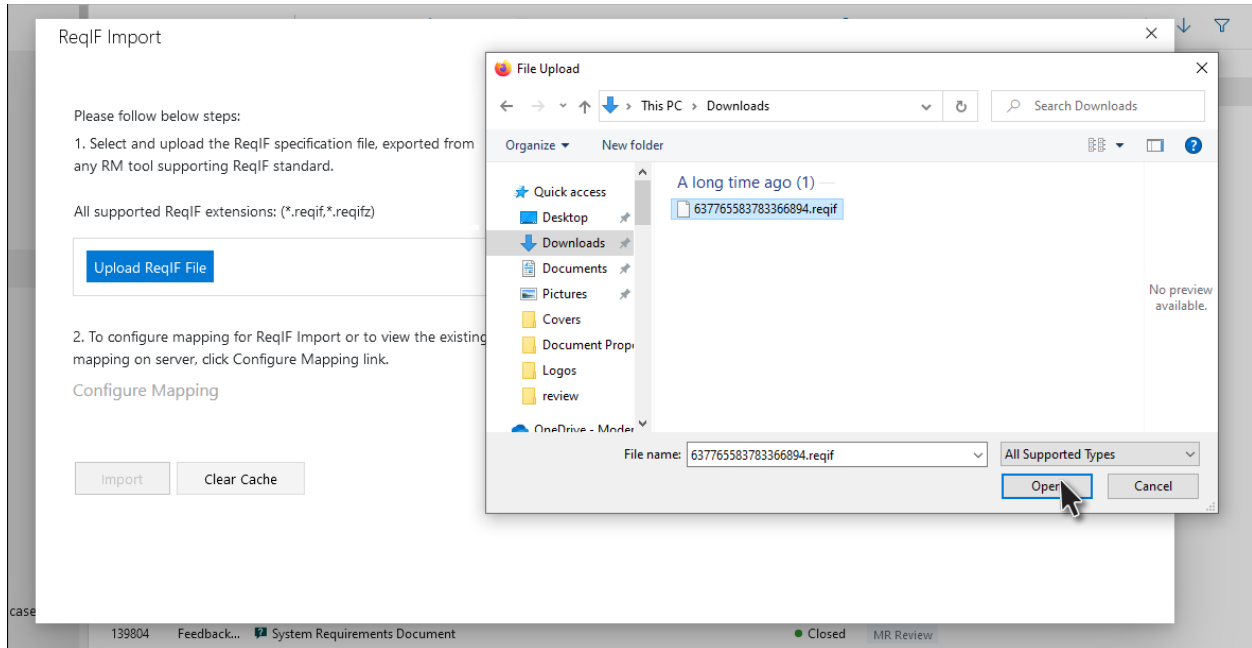 ReqIF Import
Please follow below steps:
1. Select and upload the ReqIF specification file, exported from
any RM tool supporting ReqIF standard.
All supported ReqIF extensions: (*.reqif,*.reqifz)
Upload ReqIF File
2. To configure mapping for ReqIF Import or to view the existing
mapping on server, click Configure Mapping link.
Configure Mapping
Import
Clear Cache
File Upload
This PC > Downloads
Search Downloads
Organize
New folder
Quick access
Desktop
Downloads
Documents
Pictures
Covers
Document Prope
Logos
review
OneDrive - Moder
A long time ago (1)
637765583783366894.reqif
No preview
available.
File name: 637765583783366894.reqif
All Supported Types
Open
Cancel
case
139804 Feedback... System Requirements Document Closed MR Review